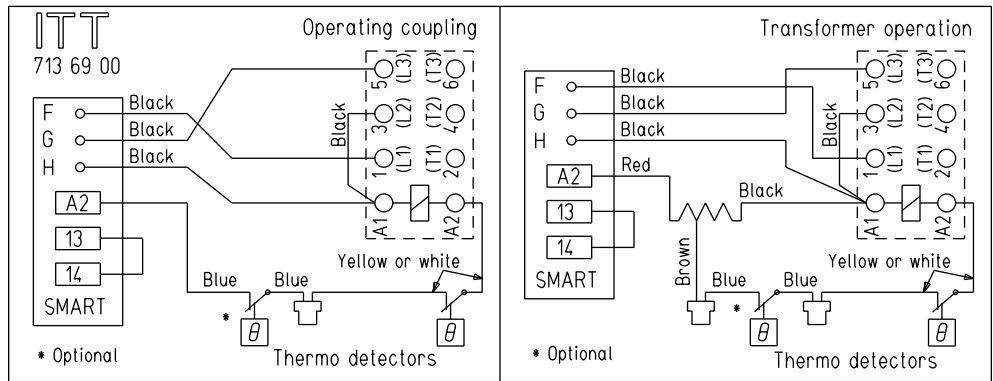 ITT
713 69 00
Operating coupling
F
Black
G
Black
H
Black
A2
13
14
SMART
Black
5 (L3) (T3) 6
3 (L2) (T2) 4
1 (L1) (T1) 2
A1 A2
Yellow or white
Blue
Blue
*
θ
θ
* Optional
Thermo detectors
Transformer operation
F
Black
G
Black
H
Black
A2
Red
13
14
SMART
Black
Black
5 (L3) (T3) 6
3 (L2) (T2) 4
1 (L1) (T1) 2
A1 A2
Brown
Yellow or white
Blue
Blue
*
θ
θ
* Optional
Thermo detectors